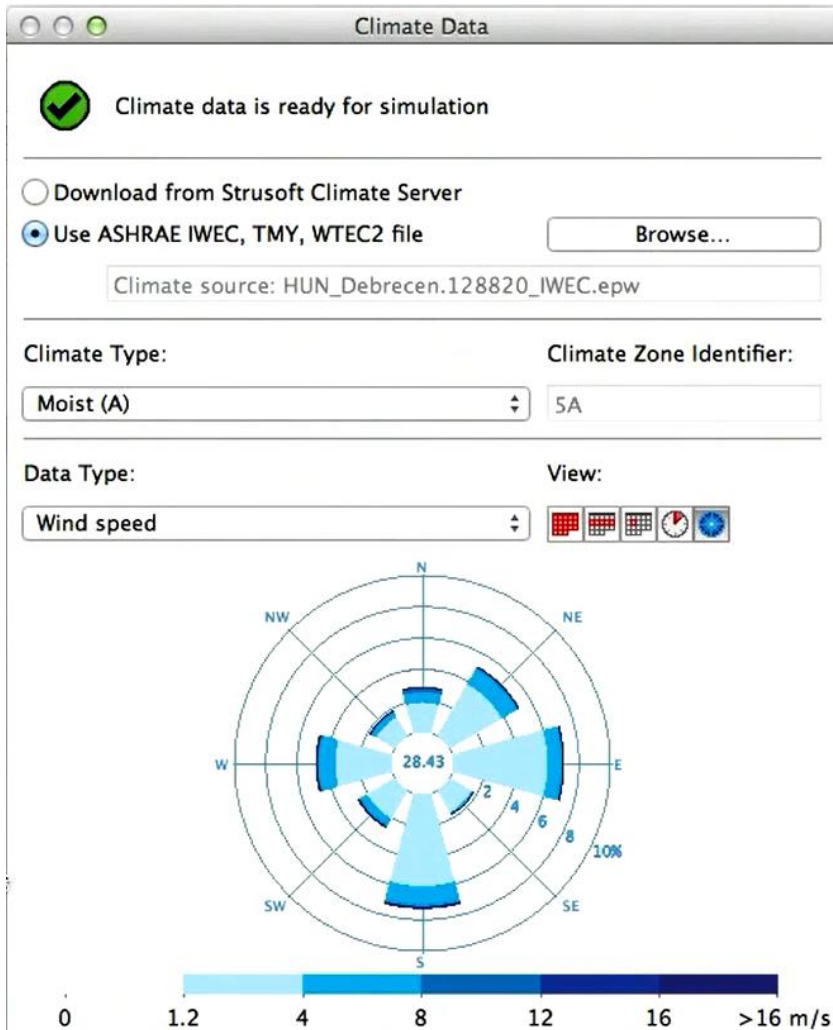 Climate Data
Climate data is ready for simulation
Download from Strusoft Climate Server
Use ASHRAE IWEC, TMY, WTEC2 file
Browse...
Climate source: HUN_Debrecen.128820_IWEC.epw
Climate Type:
Climate Zone Identifier:
Moist (A)
5A
Data Type:
View:
Wind speed
N
NW
NE
W
28.43
E
2
4
6
8
10%
SW
SE
S
0
1.2
4
8
12
16
>16 m/s